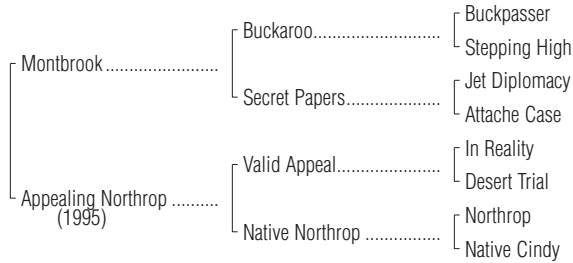 Buckpasser
Buckaroo
Stepping High
Montbrook
Jet Diplomacy
Secret Papers
Attache Case
In Reality
Valid Appeal
Desert Trial
Appealing Northrop
(1995)
Northrop
Native Northrop
Native Cindy